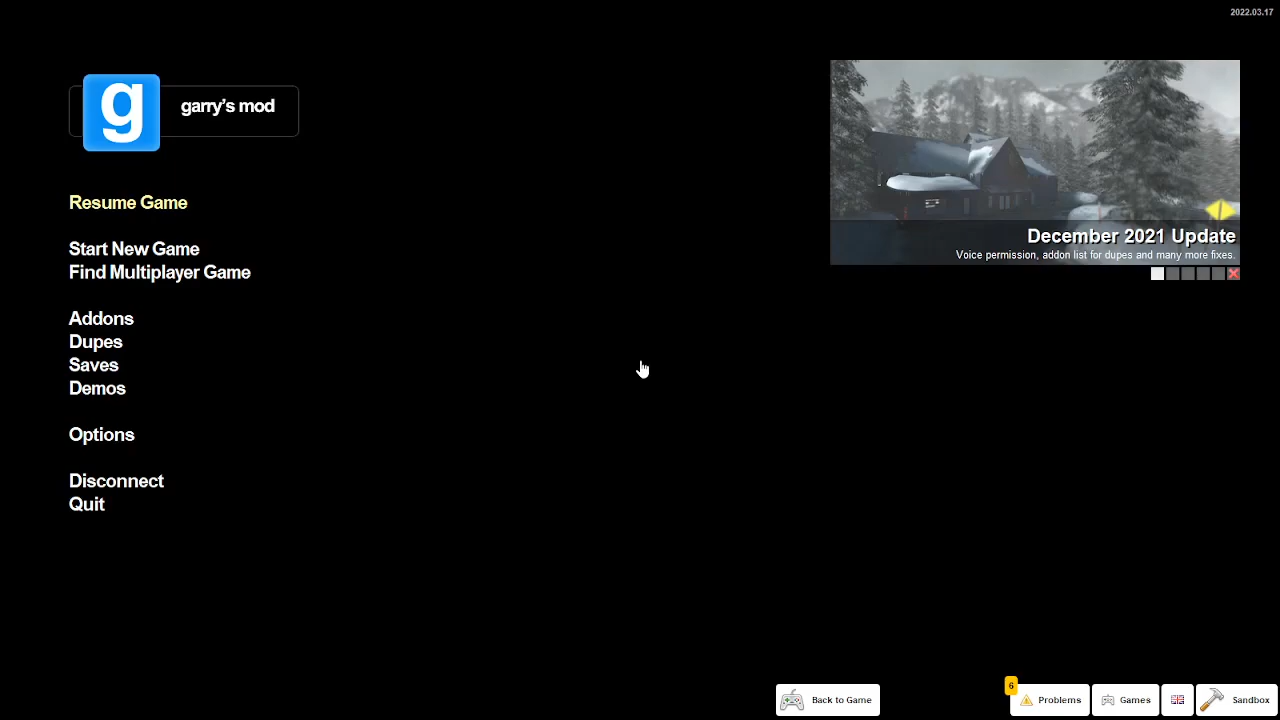 2022.03.17
g
garry's mod
Resume Game
Start New Game
Find Multiplayer Game
Addons
Dupes
Saves
Demos
Options
Disconnect
Quit
December 2021 Update
Voice permission, addon list for dupes and many more fixes.
Back to Game
6
Problems
Games
Sandbox